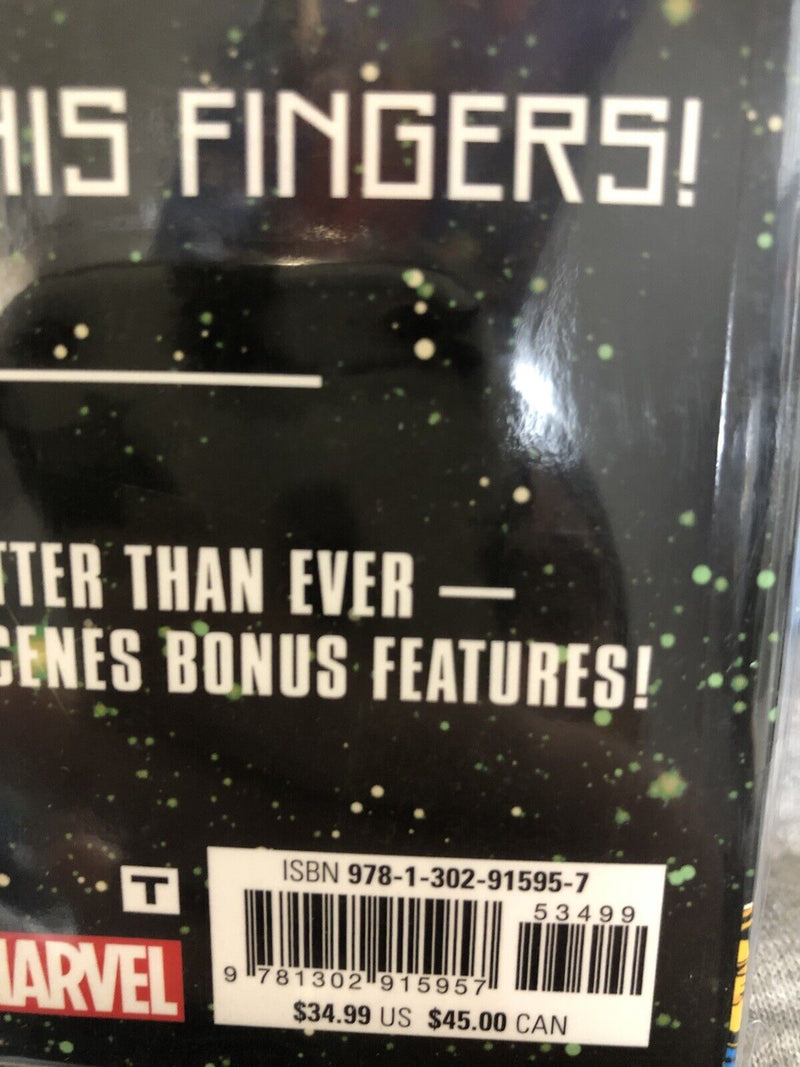 HIS FINGERS!
TTER THAN EVER —
CENES BONUS FEATURES!
T
MARVEL
ISBN 978-1-302-91595-7
53499
9 781302 915957
$34.99 US $45.00 CAN